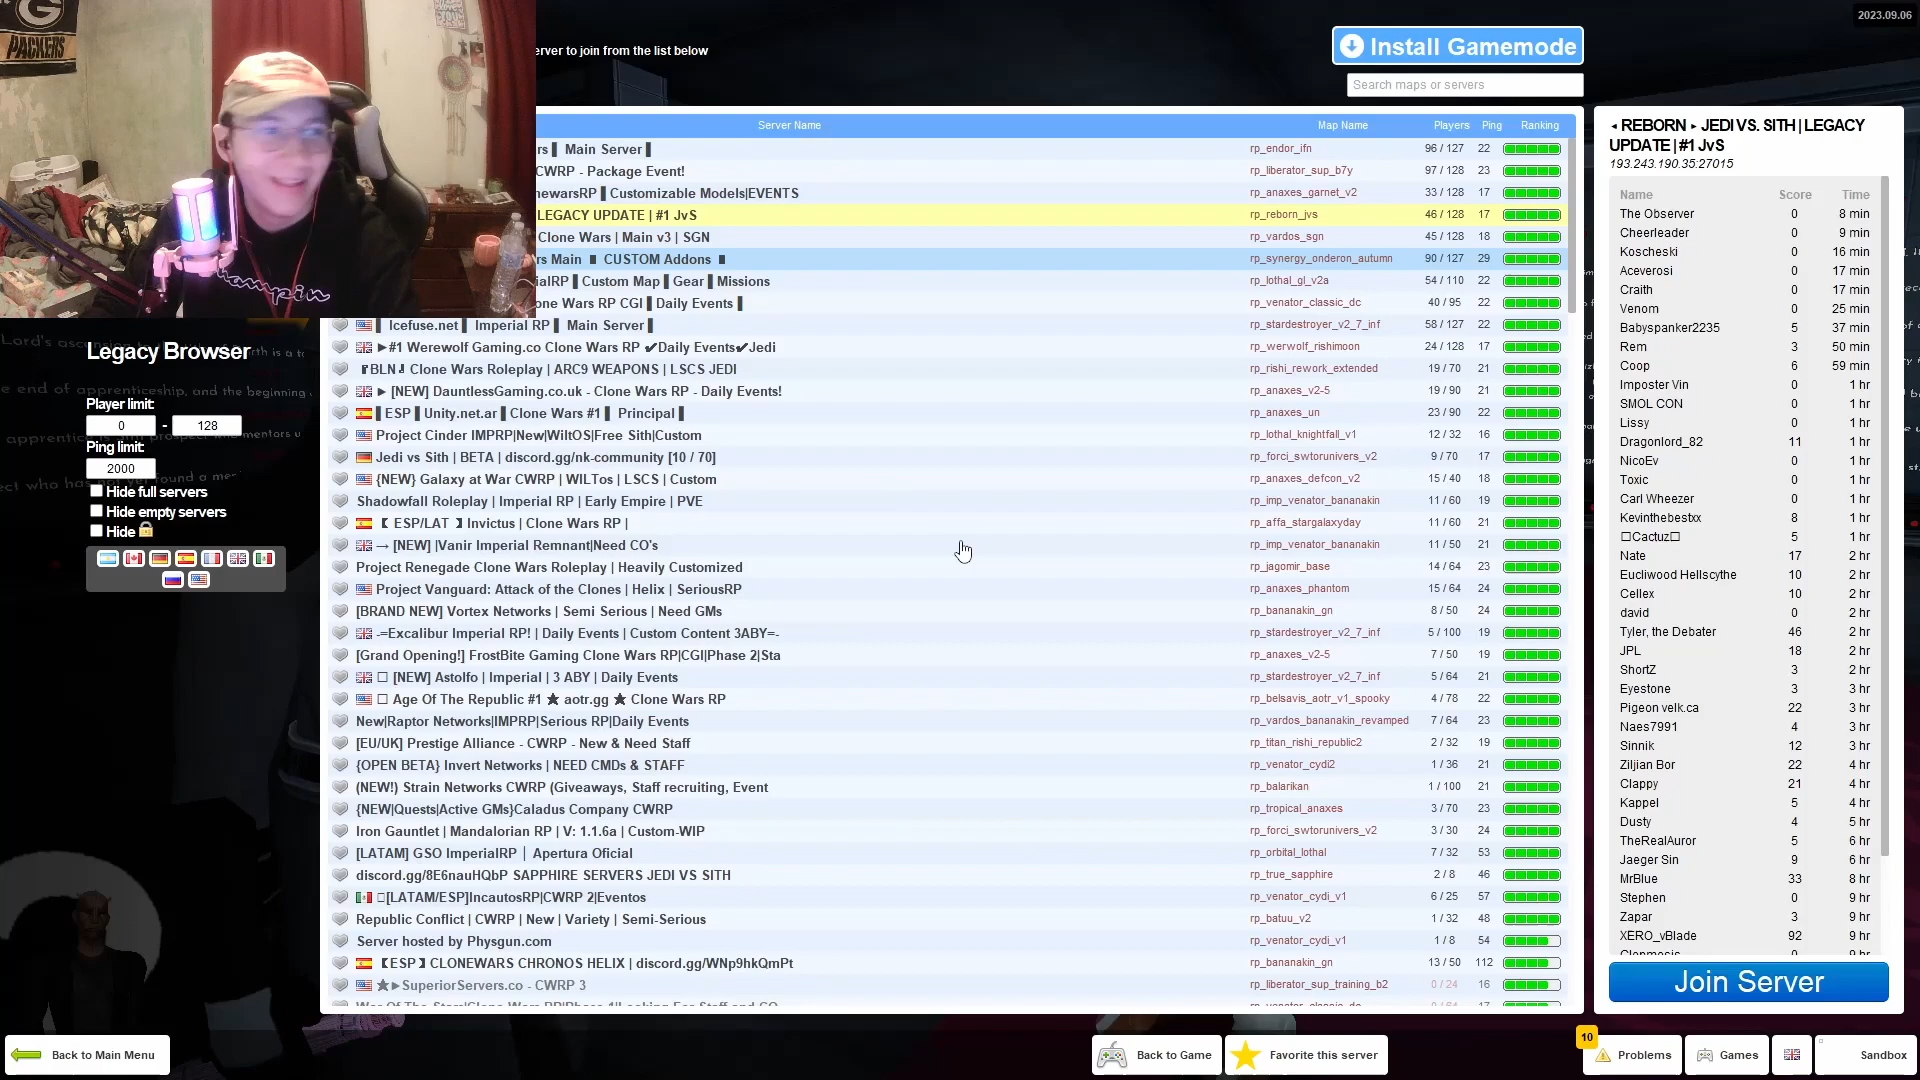 PACKERS
2023.09.06
erver to join from the list below
Install Gamemode
Search maps or servers
Server Name Map Name Players Ping Ranking
rs ▌ Main Server ▌ rp_endor_ifn 96 / 127 22
CWRP - Package Event! rp_liberator_sup_b7y 97 / 128 23
newarsRP ▌Customizable Models|EVENTS rp_anaxes_garnet_v2 33 / 128 17
LEGACY UPDATE | #1 JvS rp_reborn_jvs 46 / 128 17
Clone Wars | Main v3 | SGN rp_vardos_sgn 45 / 128 18
rs Main ∎ CUSTOM Addons ∎ rp_synergy_onderon_autumn 90 / 127 29
ialRP ▌Custom Map ▌Gear ▌Missions rp_lothal_gl_v2a 54 / 110 22
one Wars RP CGI ▌Daily Events ▌ rp_venator_classic_dc 40 / 95 22
▌ Icefuse.net ▌ Imperial RP ▌ Main Server ▌ rp_stardestroyer_v2_7_inf 58 / 127 22
►#1 Werewolf Gaming.co Clone Wars RP ✔Daily Events✔Jedi rp_werwolf_rishimoon 24 / 128 17
『BLN』 Clone Wars Roleplay | ARC9 WEAPONS | LSCS JEDI rp_rishi_rework_extended 19 / 70 21
► [NEW] DauntlessGaming.co.uk - Clone Wars RP - Daily Events! rp_anaxes_v2-5 19 / 90 21
▌ESP ▌Unity.net.ar ▌Clone Wars #1 ▌ Principal ▌ rp_anaxes_un 23 / 90 22
Project Cinder IMPRP|New|WiltOS|Free Sith|Custom rp_lothal_knightfall_v1 12 / 32 16
Jedi vs Sith | BETA | discord.gg/nk-community [10 / 70] rp_forci_swtorunivers_v2 9 / 70 17
{NEW} Galaxy at War CWRP | WILTos | LSCS | Custom rp_anaxes_defcon_v2 15 / 40 18
Shadowfall Roleplay | Imperial RP | Early Empire | PVE rp_imp_venator_bananakin 11 / 60 19
【 ESP/LAT 】Invictus | Clone Wars RP | rp_affa_stargalaxyday 11 / 60 21
→ [NEW] |Vanir Imperial Remnant|Need CO's rp_imp_venator_bananakin 11 / 50 21
Project Renegade Clone Wars Roleplay | Heavily Customized rp_jagomir_base 14 / 64 23
Project Vanguard: Attack of the Clones | Helix | SeriousRP rp_anaxes_phantom 15 / 64 24
[BRAND NEW] Vortex Networks | Semi Serious | Need GMs rp_bananakin_gn 8 / 50 24
-=Excalibur Imperial RP! | Daily Events | Custom Content 3ABY=- rp_stardestroyer_v2_7_inf 5 / 100 19
[Grand Opening!] FrostBite Gaming Clone Wars RP|CGI|Phase 2|Sta rp_anaxes_v2-5 7 / 50 19
□ [NEW] Astolfo | Imperial | 3 ABY | Daily Events rp_stardestroyer_v2_7_inf 5 / 64 21
□ Age Of The Republic #1 ★ aotr.gg ★ Clone Wars RP rp_belsavis_aotr_v1_spooky 4 / 78 22
New|Raptor Networks|IMPRP|Serious RP|Daily Events rp_vardos_bananakin_revamped 7 / 64 23
[EU/UK] Prestige Alliance - CWRP - New & Need Staff rp_titan_rishi_republic2 2 / 32 19
{OPEN BETA} Invert Networks | NEED CMDs & STAFF rp_venator_cydi2 1 / 36 21
(NEW!) Strain Networks CWRP (Giveaways, Staff recruiting, Event rp_balarikan 1 / 100 21
{NEW|Quests|Active GMs}Caladus Company CWRP rp_tropical_anaxes 3 / 70 23
Iron Gauntlet | Mandalorian RP | V: 1.1.6a | Custom-WIP rp_forci_swtorunivers_v2 3 / 30 24
[LATAM] GSO ImperialRP │ Apertura Oficial rp_orbital_lothal 7 / 32 53
discord.gg/8E6nauHQbP SAPPHIRE SERVERS JEDI VS SITH rp_true_sapphire 2 / 8 46
□[LATAM/ESP]IncautosRP|CWRP 2|Eventos rp_venator_cydi_v1 6 / 25 57
Republic Conflict | CWRP | New | Variety | Semi-Serious rp_batuu_v2 1 / 32 48
Server hosted by Physgun.com rp_venator_cydi_v1 1 / 8 54
【ESP】CLONEWARS CHRONOS HELIX | discord.gg/WNp9hkQmPt rp_bananakin_gn 13 / 50 112
★►SuperiorServers.co - CWRP 3 rp_liberator_sup_training_b2 0 / 24 16
Legacy Browser
Player limit:
0 - 128
Ping limit:
2000
Hide full servers
Hide empty servers
Hide
◂ REBORN ▸ JEDI VS. SITH | LEGACY
UPDATE | #1 JvS
193.243.190.35:27015
Name Score Time
The Observer 0 8 min
Cheerleader 0 9 min
Koscheski 0 16 min
Aceverosi 0 17 min
Craith 0 17 min
Venom 0 25 min
Babyspanker2235 5 37 min
Rem 3 50 min
Coop 6 59 min
Imposter Vin 0 1 hr
SMOL CON 0 1 hr
Lissy 0 1 hr
Dragonlord_82 11 1 hr
NicoEv 0 1 hr
Toxic 0 1 hr
Carl Wheezer 0 1 hr
Kevinthebestxx 8 1 hr
□Cactuz□ 5 1 hr
Nate 17 2 hr
Eucliwood Hellscythe 10 2 hr
Cellex 10 2 hr
david 0 2 hr
Tyler, the Debater 46 2 hr
JPL 18 2 hr
ShortZ 3 2 hr
Eyestone 3 3 hr
Pigeon velk.ca 22 3 hr
Naes7991 4 3 hr
Sinnik 12 3 hr
Ziljian Bor 22 4 hr
Clappy 21 4 hr
Kappel 5 4 hr
Dusty 4 5 hr
TheRealAuror 5 6 hr
Jaeger Sin 9 6 hr
MrBlue 33 8 hr
Stephen 0 9 hr
Zapar 3 9 hr
XERO_vBlade 92 9 hr
Join Server
Back to Main Menu
Back to Game
Favorite this server
10
Problems
Games
Sandbox